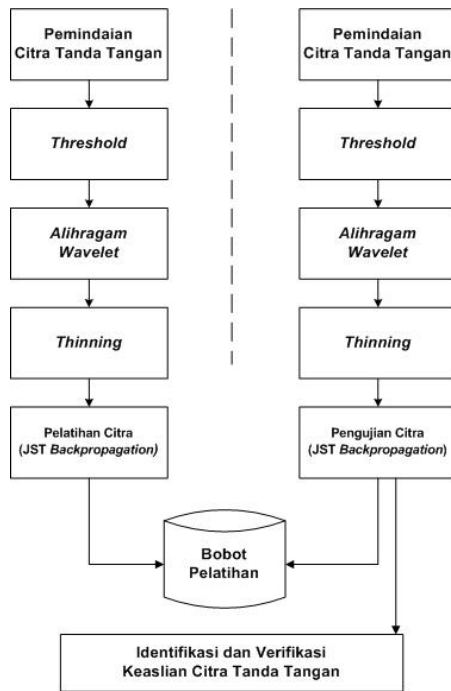 Pemindaian
Citra Tanda Tangan
Threshold
Alihragam
Wavelet
Thinning
Pelatihan Citra
(JST Backpropagation)
Pemindaian
Citra Tanda Tangan
Threshold
Alihragam
Wavelet
Thinning
Pengujian Citra
(JST Backpropagation)
Bobot
Pelatihan
Identifikasi dan Verifikasi
Keaslian Citra Tanda Tangan